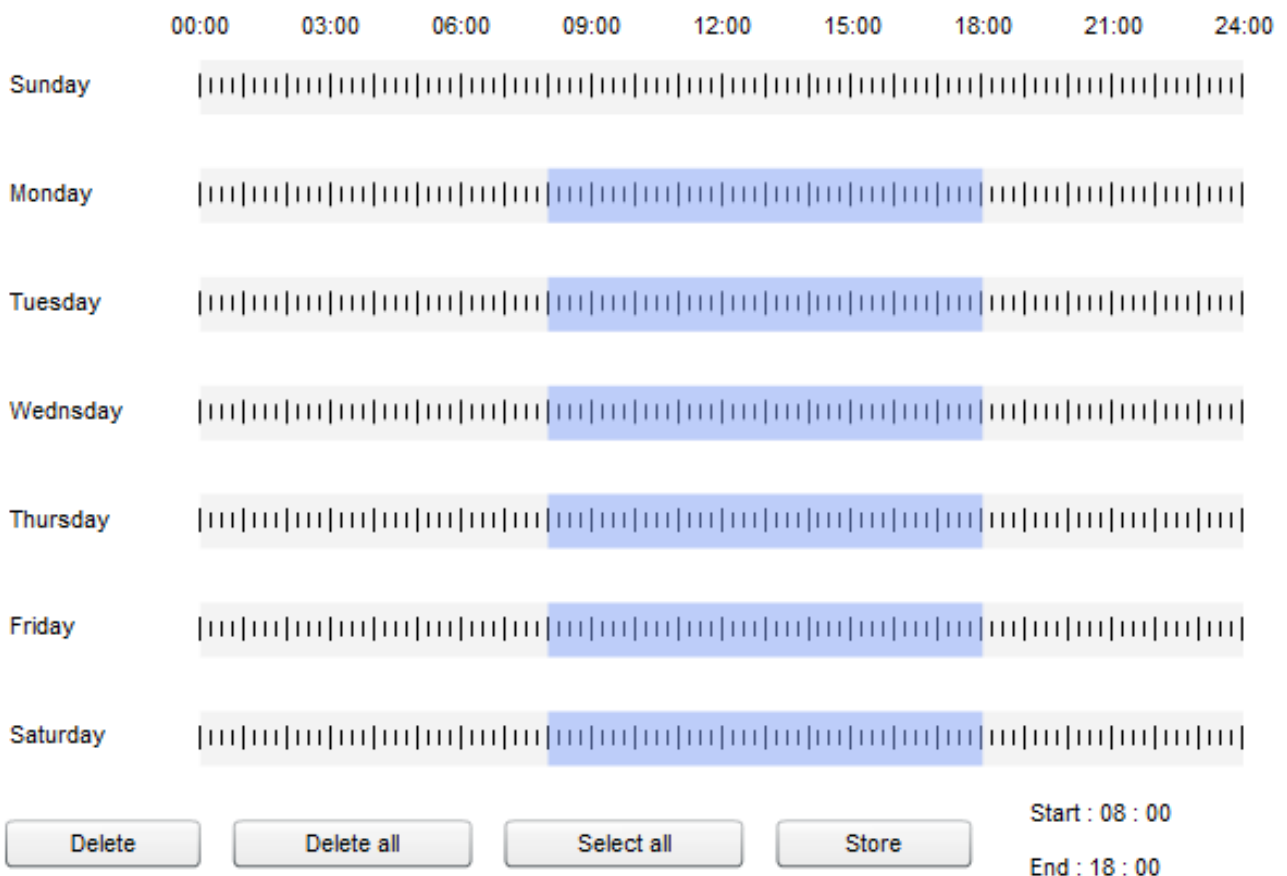 00:00 03:00 06:00 09:00 12:00 15:00 18:00 21:00 24:00
Sunday
Monday
Tuesday
Wednsday
Thursday
Friday
Saturday
Start : 08 : 00
Delete Delete all Select all Store
End : 18 : 00